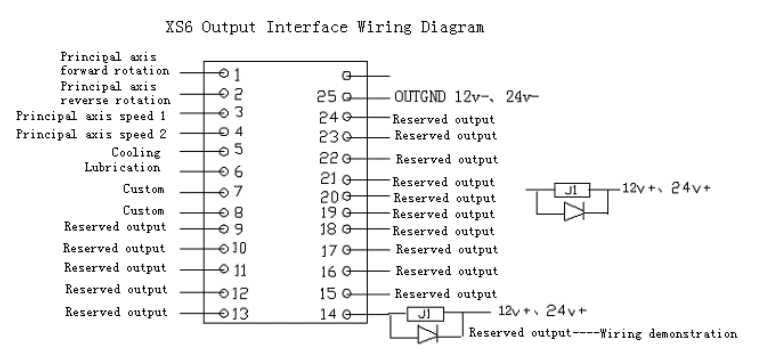 XS6 Output Interface Wiring Diagram
Principal axis
forward rotation
1
Principal axis
reverse rotation
2
25 OUTGND 12v-、24v-
Principal axis speed 1
3
24 Reserved output
Principal axis speed 2
4
23 Reserved output
Cooling
5
22 Reserved output
Lubrication
6
21 Reserved output
Custom
7
20 Reserved output
J1 12v+、24v+
Custom
8
19 Reserved output
Reserved output
9
18 Reserved output
Reserved output
10
17 Reserved output
Reserved output
11
16 Reserved output
Reserved output
12
15 Reserved output
Reserved output
13
14 J1 12v+、24v+
Reserved output----Wiring demonstration